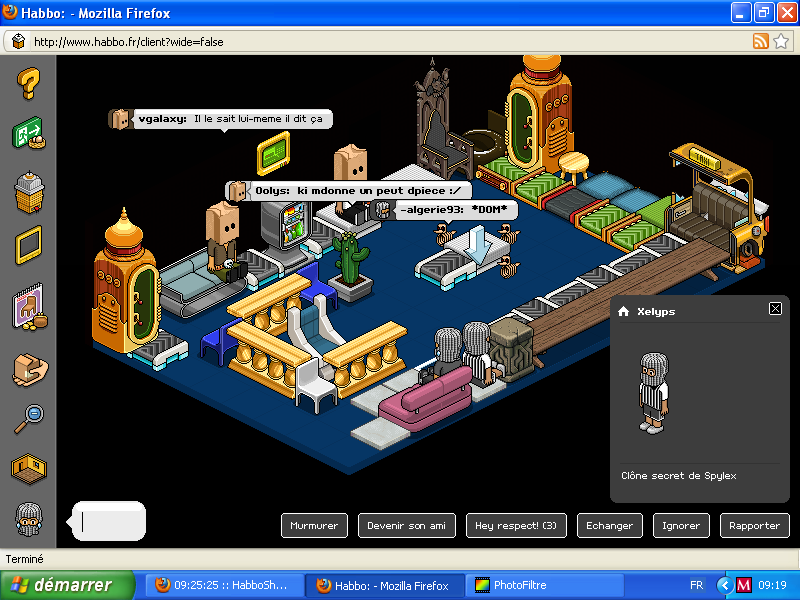 Habbo: - Mozilla Firefox
http://www.habbo.fr/client?wide=false
vgalaxy: Il le sait lui-meme il dit ça
Oolys: ki mdonne un peut dpiece :/
-algerie93: *DOM*
TAXI
Xelyps
Clône secret de Spylex
Murmurer
Devenir son ami
Hey respect! (3)
Echanger
Ignorer
Rapporter
Terminé
démarrer
09:25:25 :: HabboSh...
Habbo: - Mozilla Firefox
PhotoFiltre
FR
M
09:19